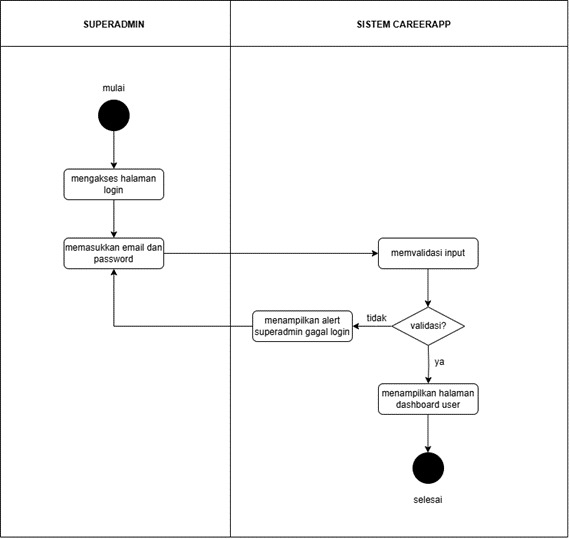 SUPERADMIN
SISTEM CAREERAPP
mulai
mengakses halaman
login
memasukkan email dan
password
memvalidasi input
menampilkan alert
superadmin gagal login
tidak
validasi?
ya
menampilkan halaman
dashboard user
selesai